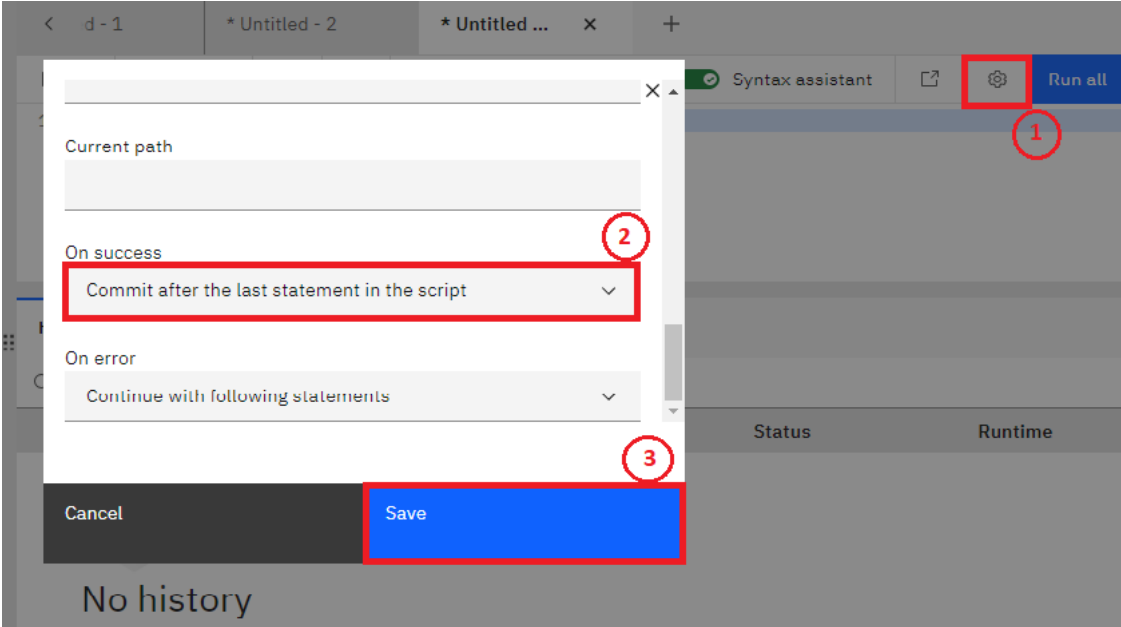 d - 1
* Untitled - 2
* Untitled ...
Syntax assistant
Run all
1
Current path
2
On success
Commit after the last statement in the script
On error
Continue with following statements
Status
Runtime
3
Cancel
Save
No history